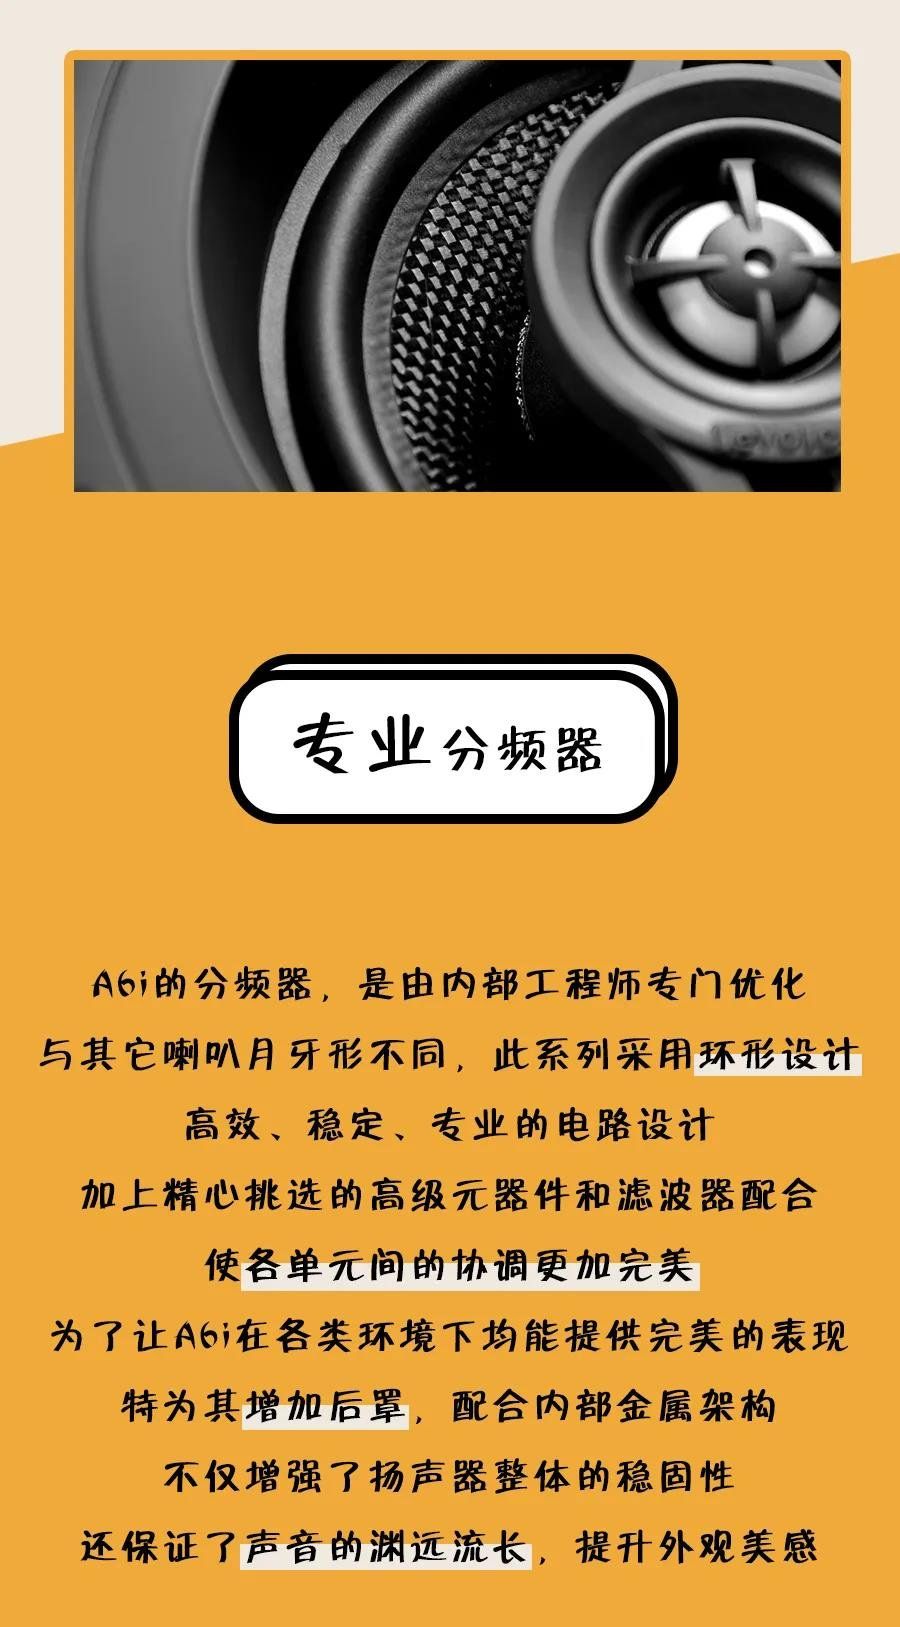 专业分频器
A6i的分频器，是由内部工程师专门优化
与其它喇叭月牙形不同，此系列采用环形设计
高效、稳定、专业的电路设计
加上精心挑选的高级元器件和滤波器配合
使各单元间的协调更加完美
为了让A6i在各类环境下均能提供完美的表现
特为其增加后罩，配合内部金属架构
不仅增强了扬声器整体的稳固性
还保证了声音的渊远流长，提升外观美感